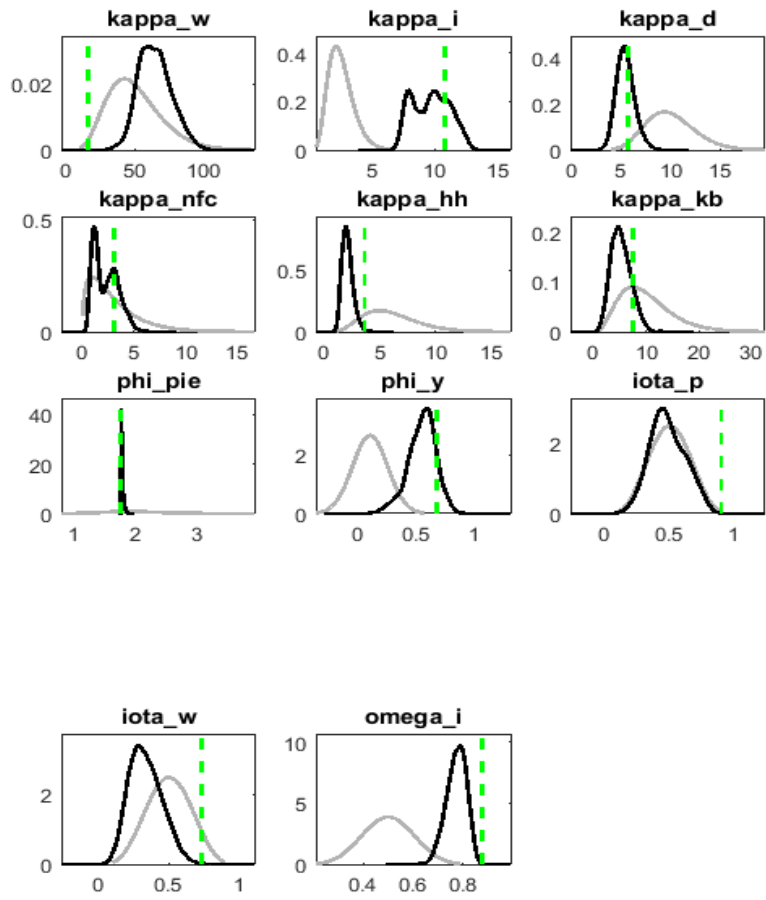 kappa_w kappa_i kappa_d
0.02 0 0 50 100
0.4 0.2 0 5 10 15
0.4 0.2 0 0 5 10 15
kappa_nfc kappa_hh kappa_kb
0.5 0 0 5 10 15
0.5 0 0 5 10 15
0.2 0.1 0 0 10 20 30
phi_pie phi_y iota_p
40 20 0 1 2 3
2 0 0 0.5 1
2 0 0 0.5 1
iota_w omega_i
2 0 0 0.5 1
10 5 0 0.4 0.6 0.8